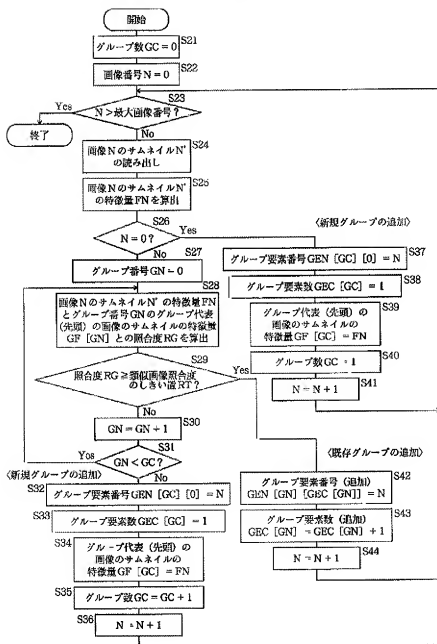 開始
グループ数GC=0
S21
画像番号N=0
S22
N>最大画像番号?
S23
Yes
終了
No
画像Nのサムネイル N'
の読み出し
S24
画像Nのサムネイル N'
の特徴量FNを算出
S25
N=0?
S26
Yes
No
グループ番号GN=0
S27
画像Nのサムネイル N'の特徴量FN
とグループ番号GNのグループ代表
(先頭)の画像のサムネイルの特徴量
GF [GN] との照合度RGを算出
S28
照合度RG≧類似画像照合度
のしきい置RT?
S29
Yes
No
GN=GN+1
S30
GN<GC?
S31
Yes
No
〈新規グループの追加〉
グループ要素番号GEN [GC] [0]=N
S32
グループ要素数GEC [GC]=1
S33
グループ代表(先頭)の
画像のサムネイルの
特徴量GF [GC]=FN
S34
グループ数GC=GC+1
S35
N=N+1
S36
〈新規グループの追加〉
グループ要素番号GEN [GC] [0]=N
S37
グループ要素数GEC [GC]=1
S38
グループ代表(先頭)の
画像のサムネイルの
特徴量GF [GC]=FN
S39
グループ数GC=1
S40
N=N+1
S41
〈既存グループの追加〉
グループ要素番号(追加)
GEN [GN] [GEC [GN]]=N
S42
グループ要素数(追加)
GEC [GN]=GEC [GN]+1
S43
N=N+1
S44